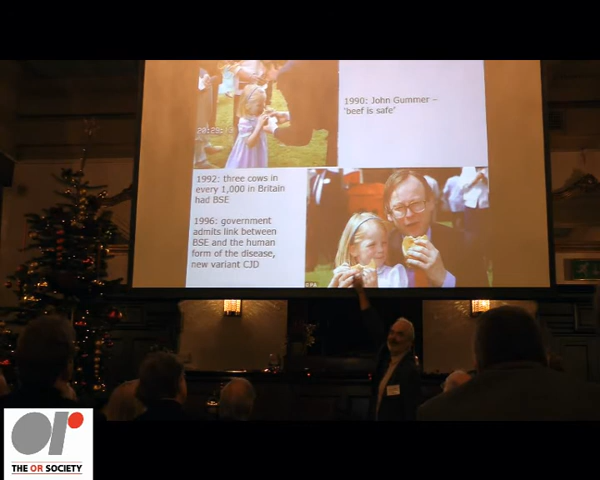 1990: John Gummer –
'beef is safe'
1992: three cows in
every 1,000 in Britain
had BSE
1996: government
admits link between
BSE and the human
form of the disease,
new variant CJD
or
THE OR SOCIETY